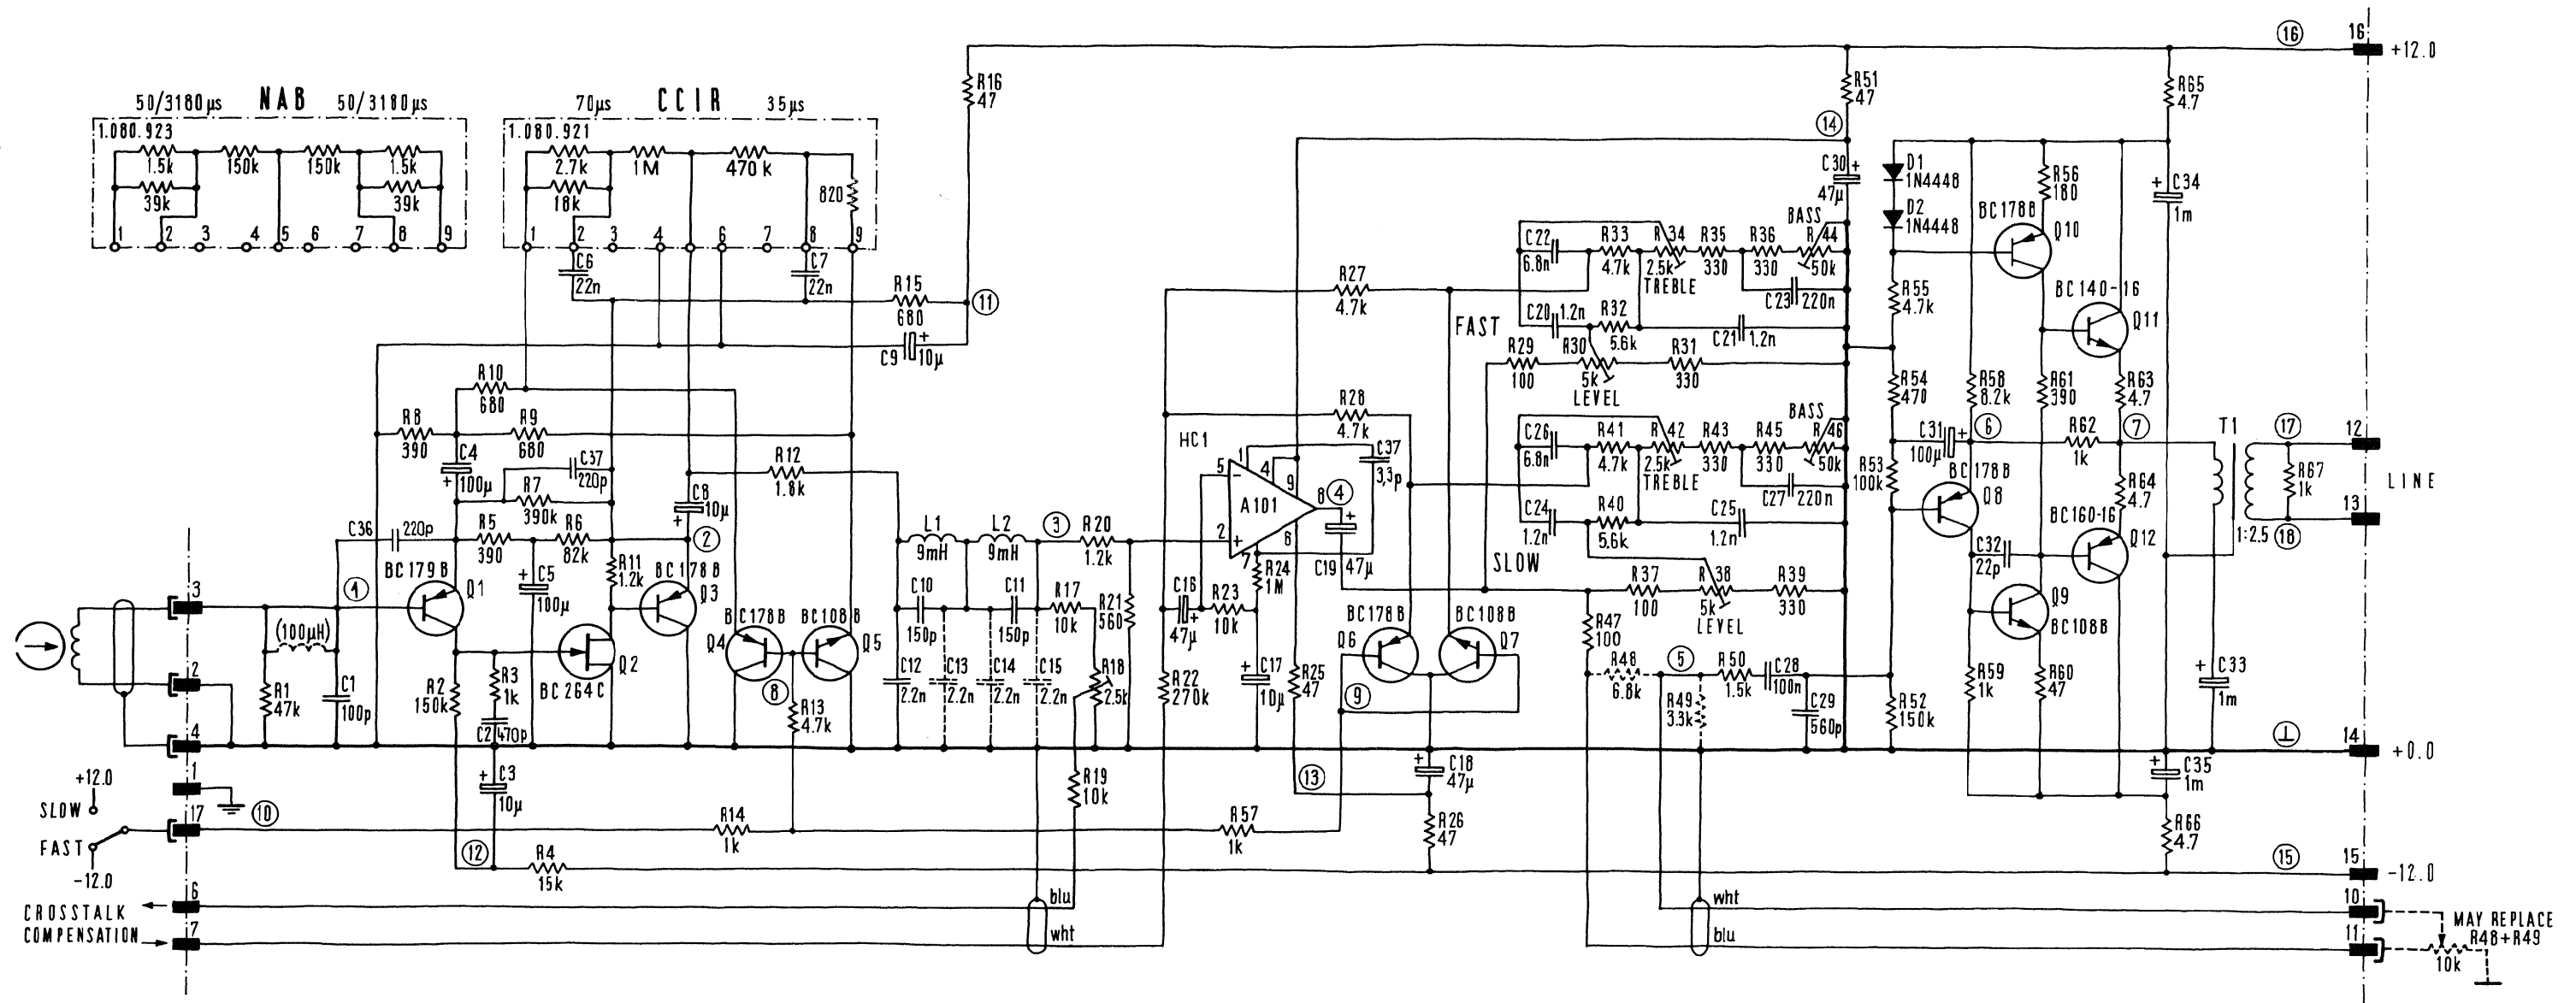 50/3180µs NAB 50/3180µs
1.080.923
1.5k 150k 150k 1.5k
39k 39k
1 2 3 4 5 6 7 8 9
70µs CCIR 35µs
1.080.921
2.7k 1M 470k
18k 820
1 2 3 4 6 7 8 9
C6 22n
C7 22n
R16 47
R15 680
11
C9 + 10µ
R10 680
R8 390
R9 680
C4 + 100µ
C37 220p
R7 390k
C36 220p
R5 390
R6 82k
C8 + 10µ
2
R12 1.8k
R11 1.2k
BC179B Q1
C5 + 100µ
BC178B Q3
BC264C Q2
BC178B Q4
BC108B Q5
8
R13 4.7k
3
1
(100µH)
R1 47k
C1 100p
R2 150k
R3 1k
C2 470p
2
4
1
C3 + 10µ
+12.0
SLOW
FAST
-12.0
17
10
12
R4 15k
R14 1k
R57 1k
6
7
CROSSTALK
COMPENSATION
L1 9mH
L2 9mH
3
R20 1.2k
C10 150p
C11 150p
R17 10k
R21 560
C12 2.2n
C13 2.2n
C14 2.2n
C15 2.2n
R18 2.5k
R19 10k
blu
wht
R27 4.7k
R28 4.7k
HC1
A101
5 - 1 4 9 8 2 + 7 6
C37 3,3p
4
C16 + 47µ
R23 10k
R24 1M
C19 + 47µ
R22 270k
C17 + 10µ
R25 47
13
BC178B Q6
BC108B Q7
9
C18 + 47µ
R26 47
R51 47
14
C30 + 47µ
FAST
C22 6.8n
R33 4.7k
R34 2.5k
TREBLE
R35 330
R36 330
BASS
R44 50k
C23 220n
C20 1.2n
R32 5.6k
C21 1.2n
R29 100
R30 5k
LEVEL
R31 330
C26 6.8n
R41 4.7k
R42 2.5k
TREBLE
R43 330
R45 330
BASS
R46 50k
C27 220n
C24 1.2n
R40 5.6k
C25 1.2n
SLOW
R37 100
R38 5k
LEVEL
R39 330
R47 100
R48 6.8k
5
R49 3.3k
R50 1.5k
C28 100n
C29 560p
R52 150k
wht
blu
D1 1N4448
D2 1N4448
R55 4.7k
R54 470
R53 100k
C31 + 100µ
R58 8.2k
6
R56 180
BC178B Q10
BC140-16 Q11
R61 390
R63 4.7
R62 1k
7
R64 4.7
BC178B Q8
C32 22p
BC160-16 Q12
Q9 BC108B
R59 1k
R60 47
R65 4.7
C34 + 1m
T1
1:2.5
C33 + 1m
C35 + 1m
R66 4.7
R67 1k
16 16 +12.0
17 12
LINE
18 13
⊥ 14 +0.0
15 15 -12.0
10
11
MAY REPLACE
R48+R49
10k